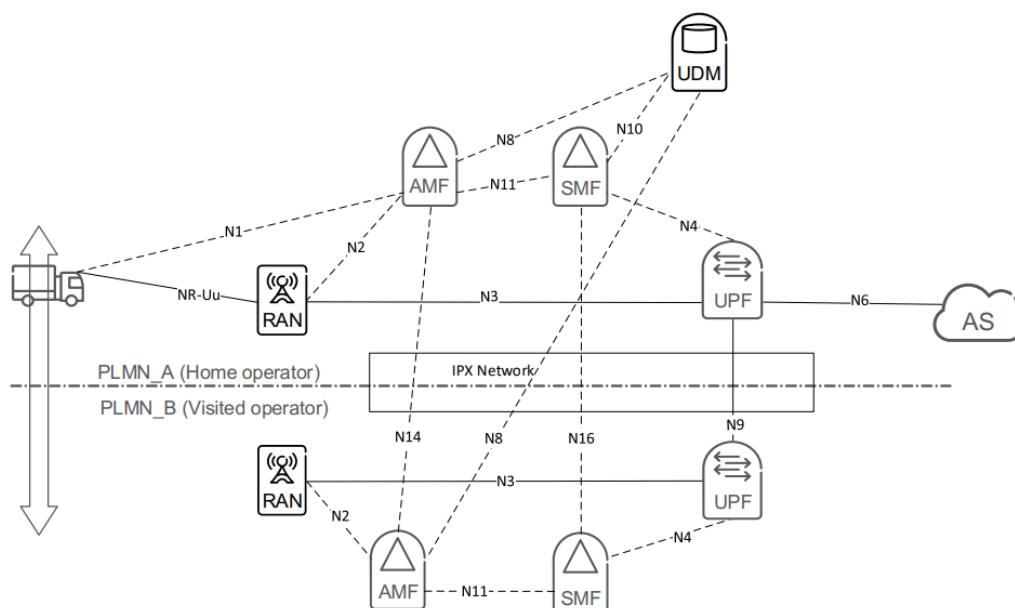 UDM
N10
N8
AMF
N11
SMF
N1
N2
N4
NR-Uu
RAN
N3
UPF
N6
AS
PLMN_A (Home operator)
IPX Network
PLMN_B (Visited operator)
N14
N8
N16
N9
RAN
N3
UPF
N2
N4
AMF
N11
SMF